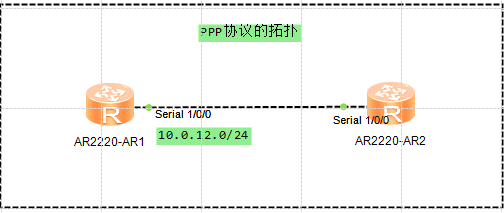 PPP协议的拓扑
Serial 1/0/0
Serial 1/0/0
R
R
10.0.12.0/24
AR2220-AR1
AR2220-AR2